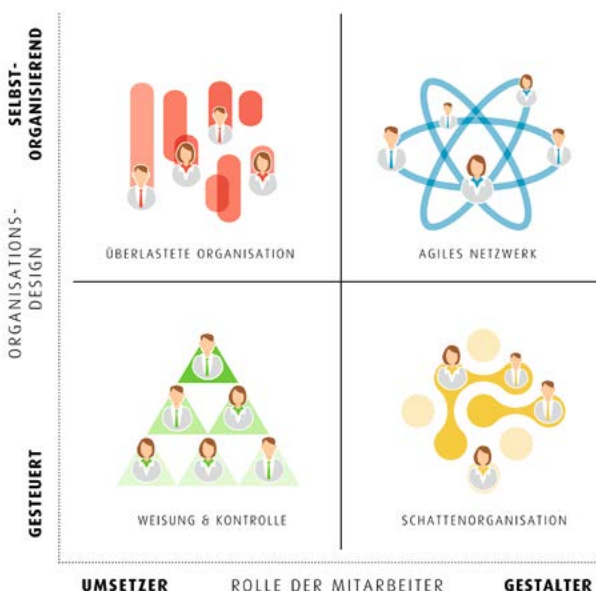 SELBST-
ORGANISIEREND
ORGANISATIONS-
DESIGN
GESTEUERT
ÜBERLASTETE ORGANISATION
AGILES NETZWERK
WEISUNG & KONTROLLE
SCHATTENORGANISATION
UMSETZER
ROLLE DER MITARBEITER
GESTALTER